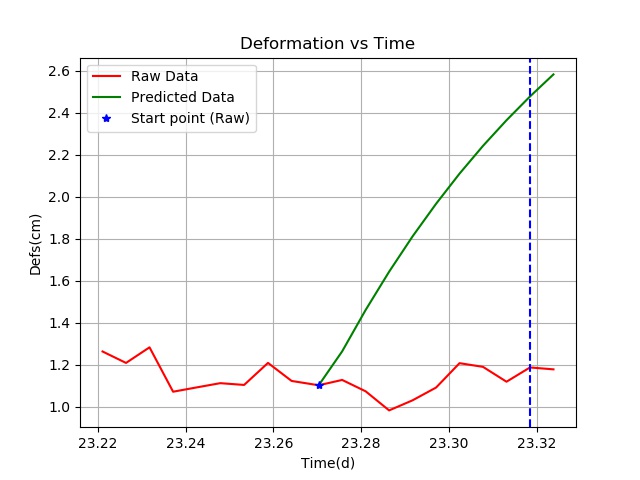 Deformation vs Time
Raw Data
Predicted Data
Start point (Raw)
Defs(cm)
2.6
2.4
2.2
2.0
1.8
1.6
1.4
1.2
1.0
23.22 23.24 23.26 23.28 23.30 23.32
Time(d)